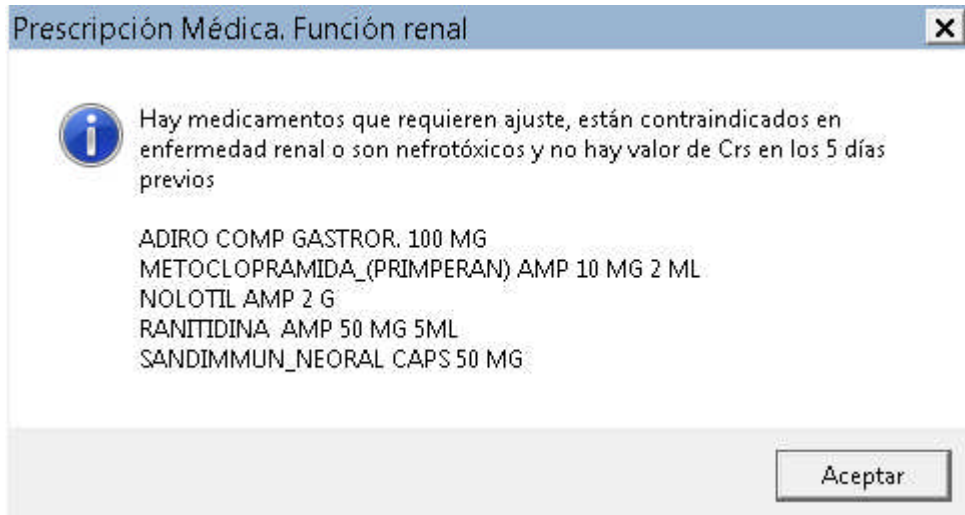 Prescripción Médica. Función renal
Hay medicamentos que requieren ajuste, están contraindicados en
enfermedad renal o son nefrotóxicos y no hay valor de Crs en los 5 días
previos
ADIRO COMP GASTROR. 100 MG
METOCLOPRAMIDA_(PRIMPERAN) AMP 10 MG 2 ML
NOLOTIL AMP 2 G
RANITIDINA  AMP 50 MG 5ML
SANDIMMUN_NEORAL CAPS 50 MG
Aceptar